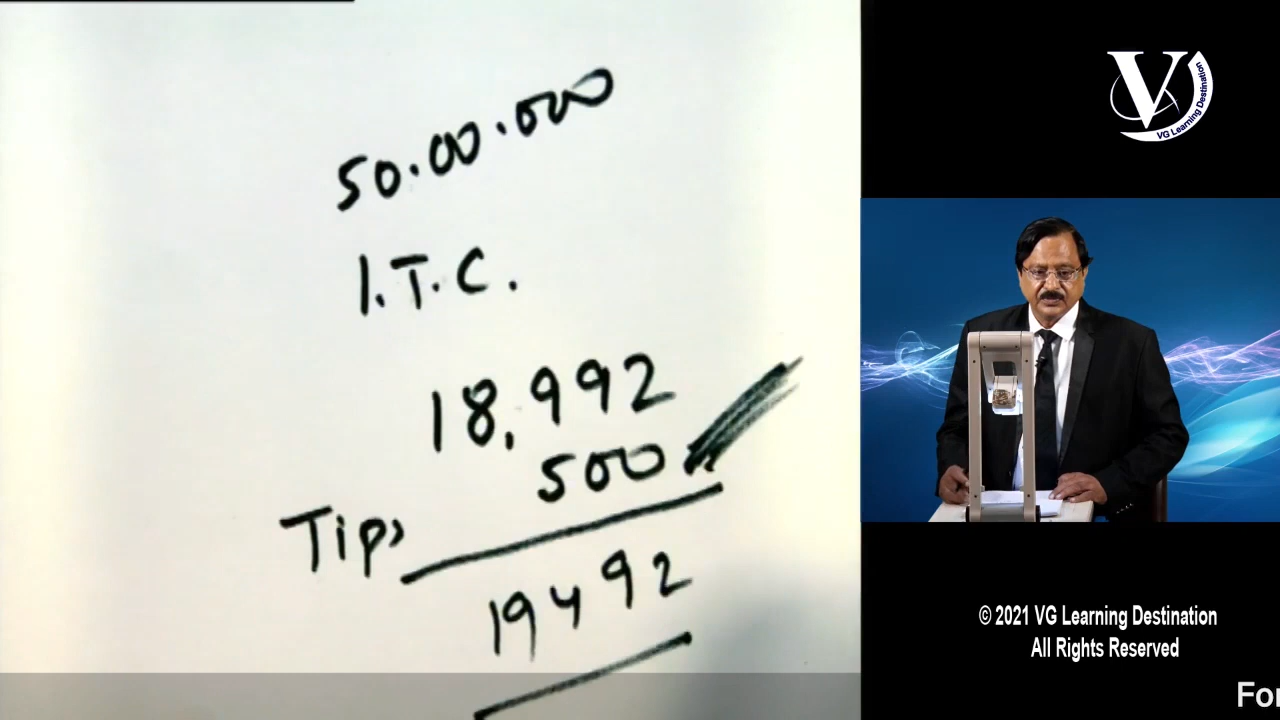 50.00.000
I.T.C.
18,992
500
Tips
19492
V
VG Learning Destination
© 2021 VG Learning Destination
All Rights Reserved
For